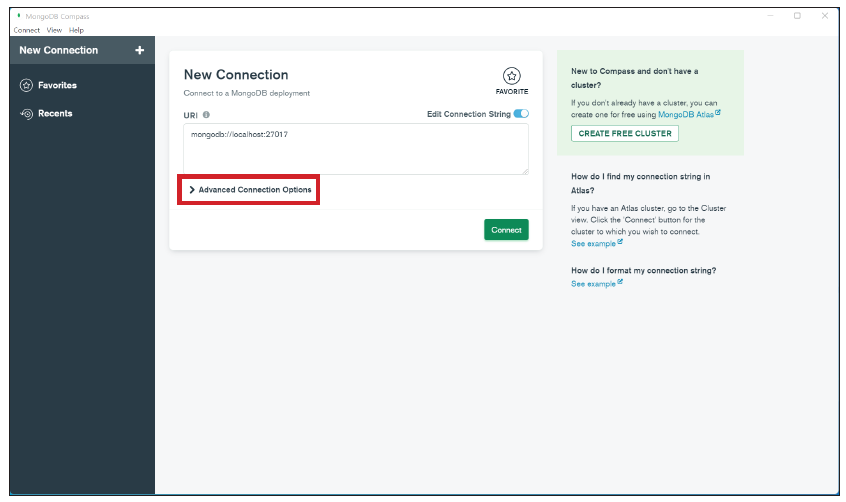 MongoDB Compass
Connect View Help
New Connection
Favorites
Recents
New Connection
Connect to a MongoDB deployment
FAVORITE
URI
Edit Connection String
mongodb://localhost:27017
Advanced Connection Options
Connect
New to Compass and don't have a
cluster?
If you don't already have a cluster, you can
create one for free using MongoDB Atlas
CREATE FREE CLUSTER
How do I find my connection string in
Atlas?
If you have an Atlas cluster, go to the Cluster
view. Click the 'Connect' button for the
cluster to which you wish to connect.
See example
How do I format my connection string?
See example